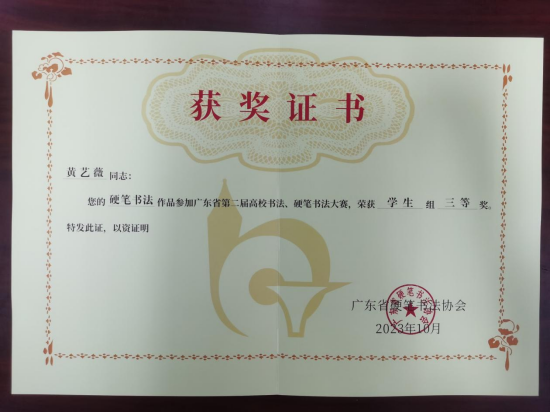 获奖证书
黄艺薇 同志：
您的 硬笔书法 作品参加广东省第二届高校书法、硬笔书法大赛，荣获 学生 组 三等 奖。
特发此证，以资证明
广东省硬笔书法协会
2023年10月